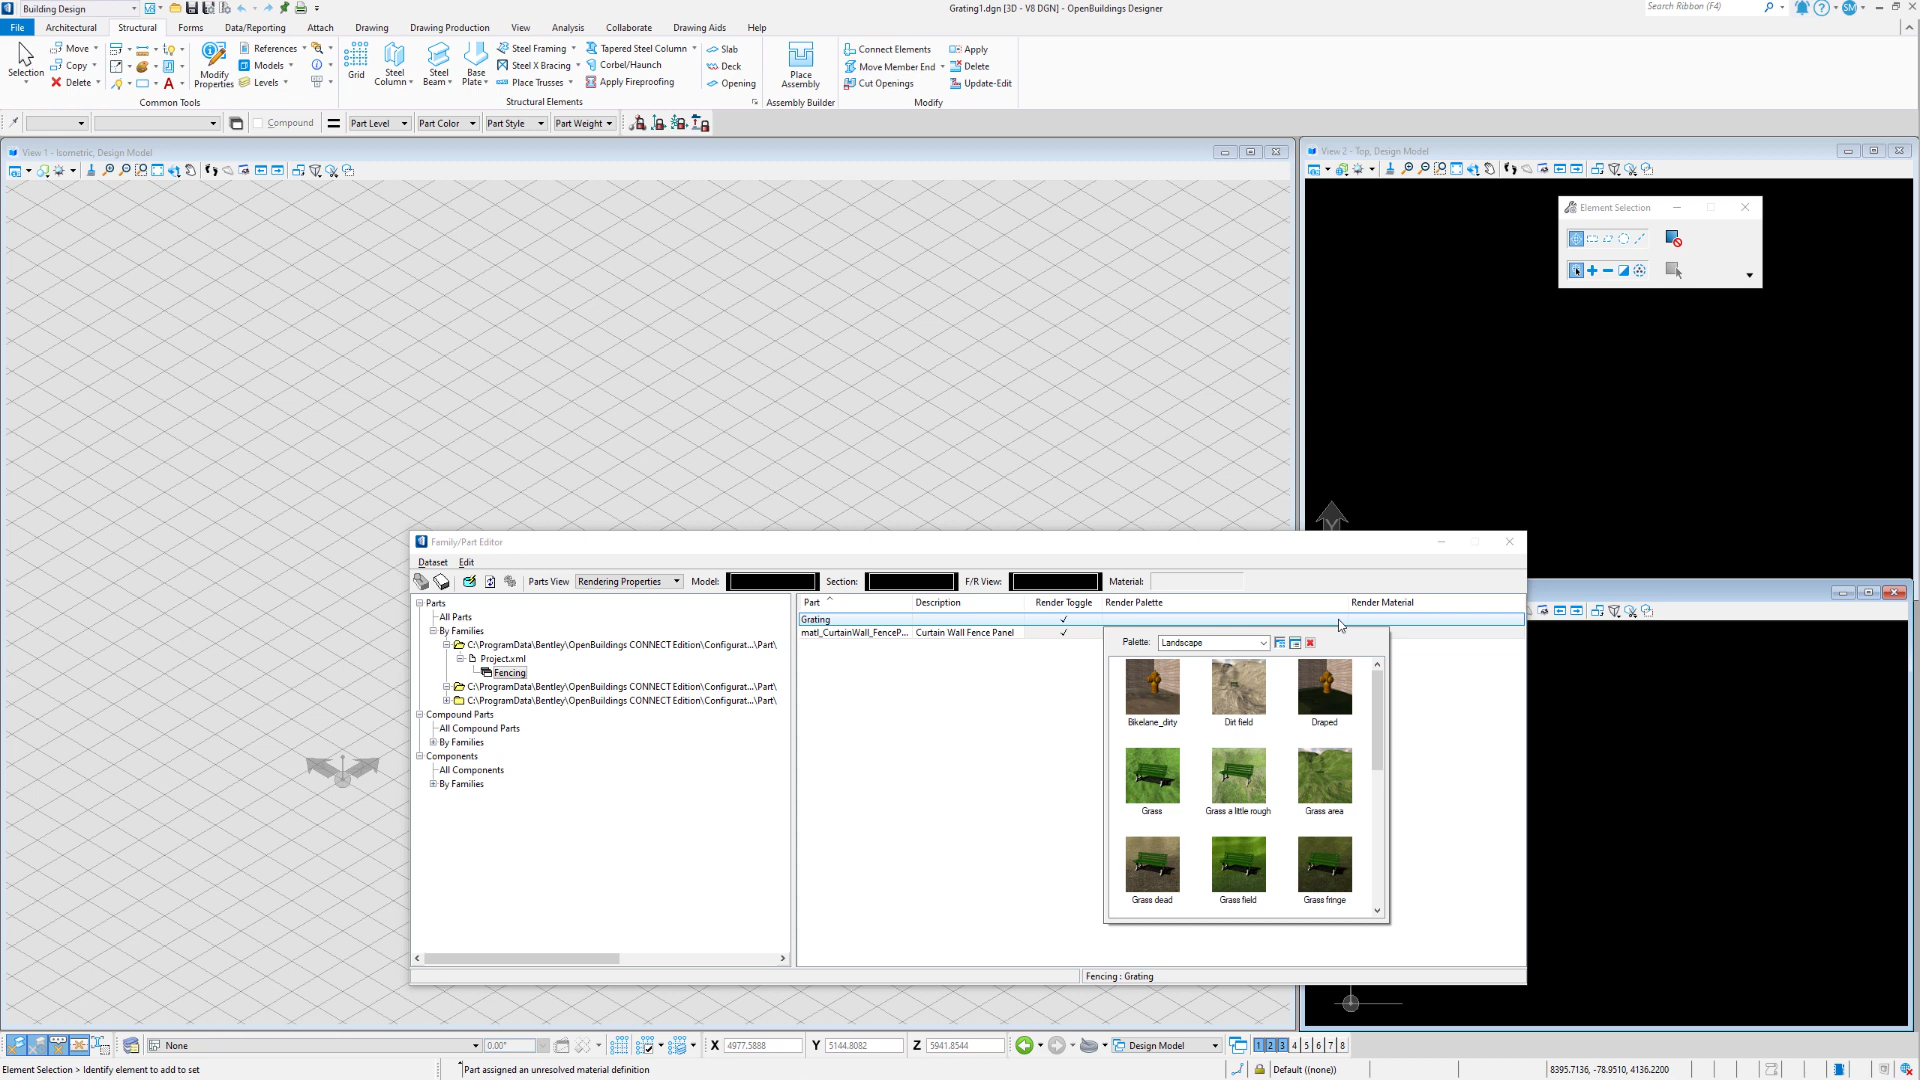 Building Design
Grating1.dgn [3D - V8 DGN] - OpenBuildings Designer
Search Ribbon (F4)
SM
File Architectural Structural Forms Data/Reporting Attach Drawing Drawing Production View Analysis Collaborate Drawing Aids Help
Selection
Move
Copy
Delete
Modify Properties
References
Models
Levels
Common Tools
Grid
Steel Column
Steel Beam
Base Plate
Steel Framing
Steel X Bracing
Place Trusses
Tapered Steel Column
Corbel/Haunch
Apply Fireproofing
Slab
Deck
Opening
Structural Elements
Place Assembly
Assembly Builder
Connect Elements
Move Member End
Cut Openings
Apply
Delete
Update-Edit
Modify
Compound Part Level Part Color Part Style Part Weight
View 1 - Isometric, Design Model
View 2 - Top, Design Model
Element Selection
Y
Family/Part Editor
Dataset Edit
Parts View Rendering Properties Model: Section: F/R View: Material:
Parts
All Parts
By Families
C:\ProgramData\Bentley\OpenBuildings CONNECT Edition\Configurat...\Part\
Project.xml
Fencing
C:\ProgramData\Bentley\OpenBuildings CONNECT Edition\Configurat...\Part\
C:\ProgramData\Bentley\OpenBuildings CONNECT Edition\Configurat...\Part\
Compound Parts
All Compound Parts
By Families
Components
All Components
By Families
Part Description Render Toggle Render Palette Render Material
Grating ✓
matl_CurtainWall_FenceP... Curtain Wall Fence Panel ✓
Palette: Landscape
Bikelane_dirty Dirt field Draped
Grass Grass a little rough Grass area
Grass dead Grass field Grass fringe
Fencing : Grating
None 0.00° X 4977.5888 Y 5144.8082 Z 5941.8544 Design Model 1 2 3 4 5 6 7 8
Element Selection > Identify element to add to set
Part assigned an unresolved material definition
Default ((none))
8395.7136, -78.9510, 4136.2200